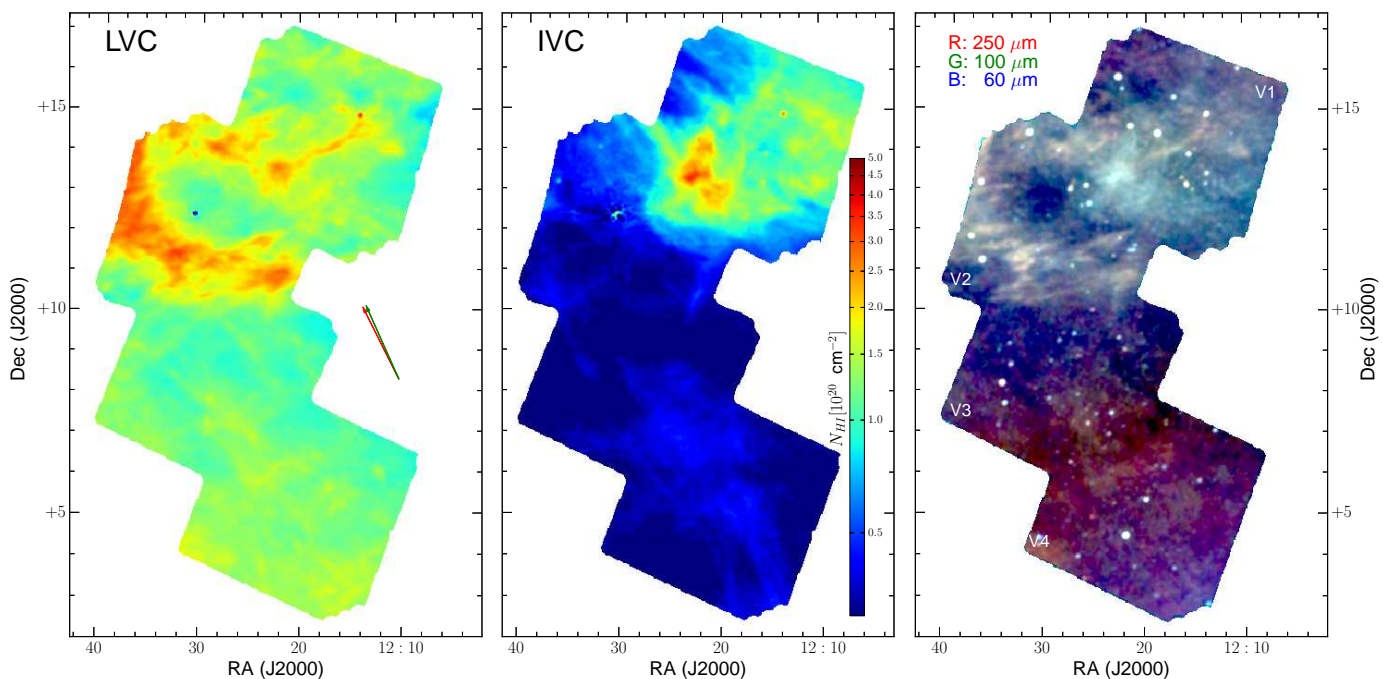 LVC
IVC
R: 250 μm
G: 100 μm
B: 60 μm
V1
V2
V3
V4
+15
+10
+5
Dec (J2000)
40
30
20
12 : 10
RA (J2000)
40
30
20
12 : 10
RA (J2000)
5.0
4.5
4.0
3.5
3.0
2.5
2.0
1.5
1.0
0.5
N_{HI}[10^{20} cm^{-2}]
40
30
20
12 : 10
RA (J2000)
+15
+10
+5
Dec (J2000)